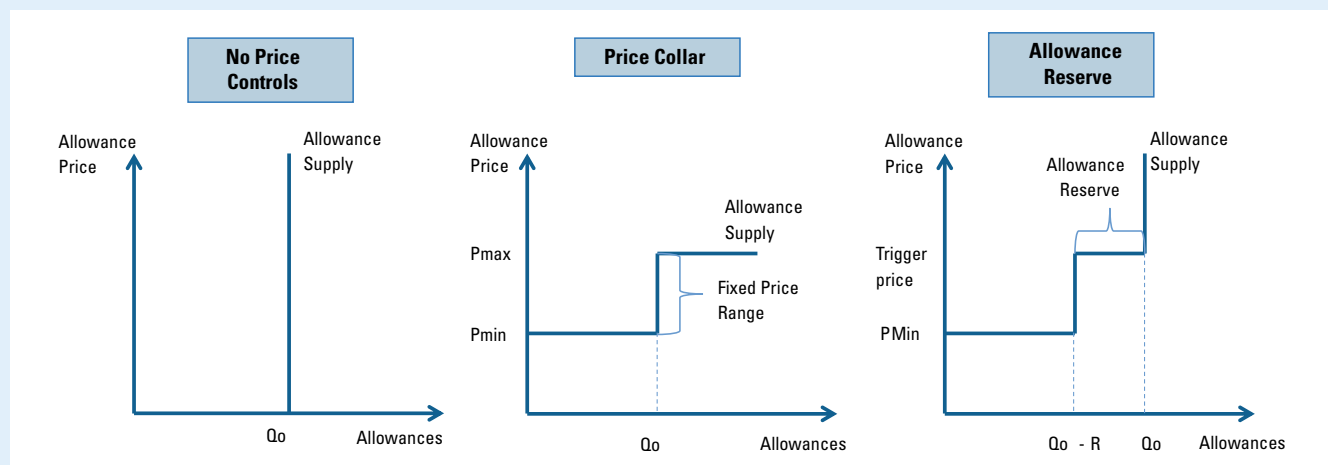 No Price
Controls
Allowance
Price
Allowance
Supply
Qo
Allowances
Price Collar
Allowance
Price
Allowance
Supply
Pmax
Fixed Price
Range
Pmin
Qo
Allowances
Allowance
Reserve
Allowance
Price
Allowance
Supply
Allowance
Reserve
Trigger
price
PMin
Qo - R
Qo
Allowances